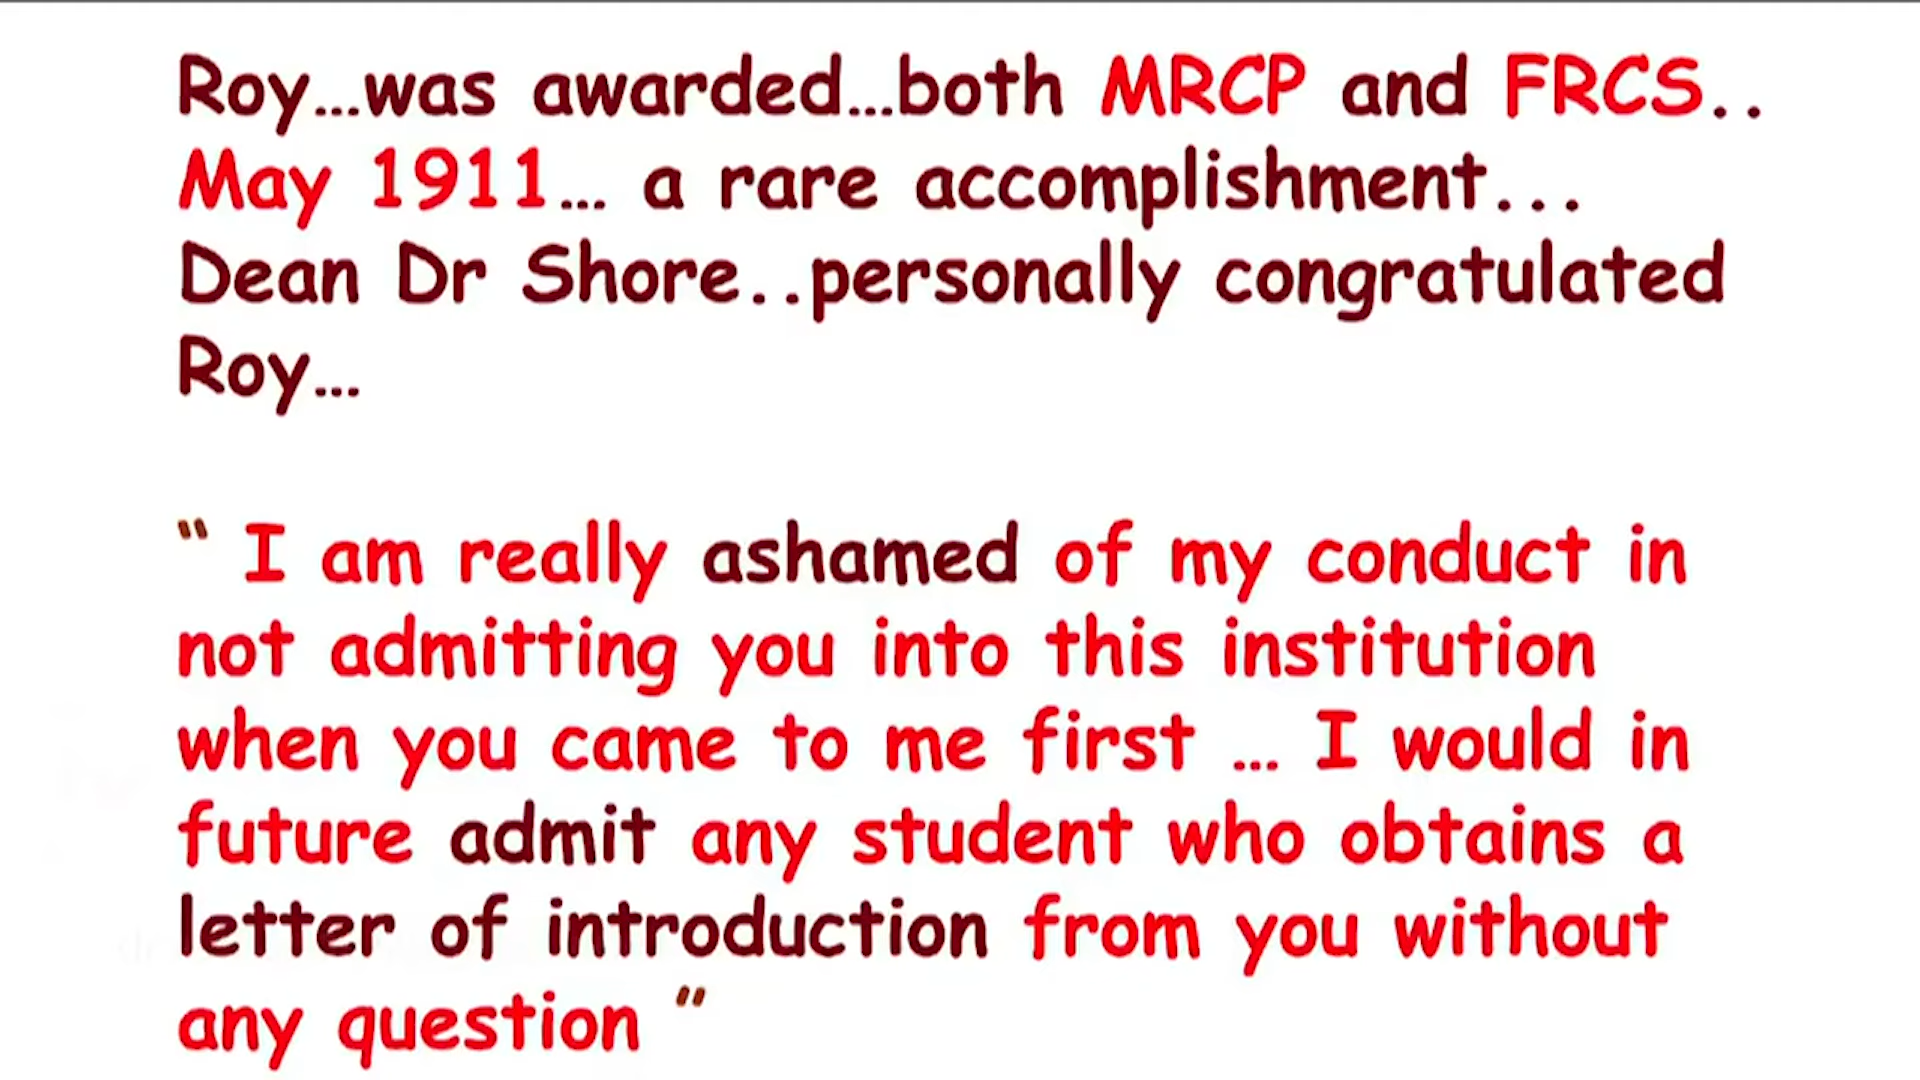 Roy...was awarded...both MRCP and FRCS..
May 1911... a rare accomplishment...
Dean Dr Shore..personally congratulated
Roy...
" I am really ashamed of my conduct in
not admitting you into this institution
when you came to me first ... I would in
future admit any student who obtains a
letter of introduction from you without
any question "